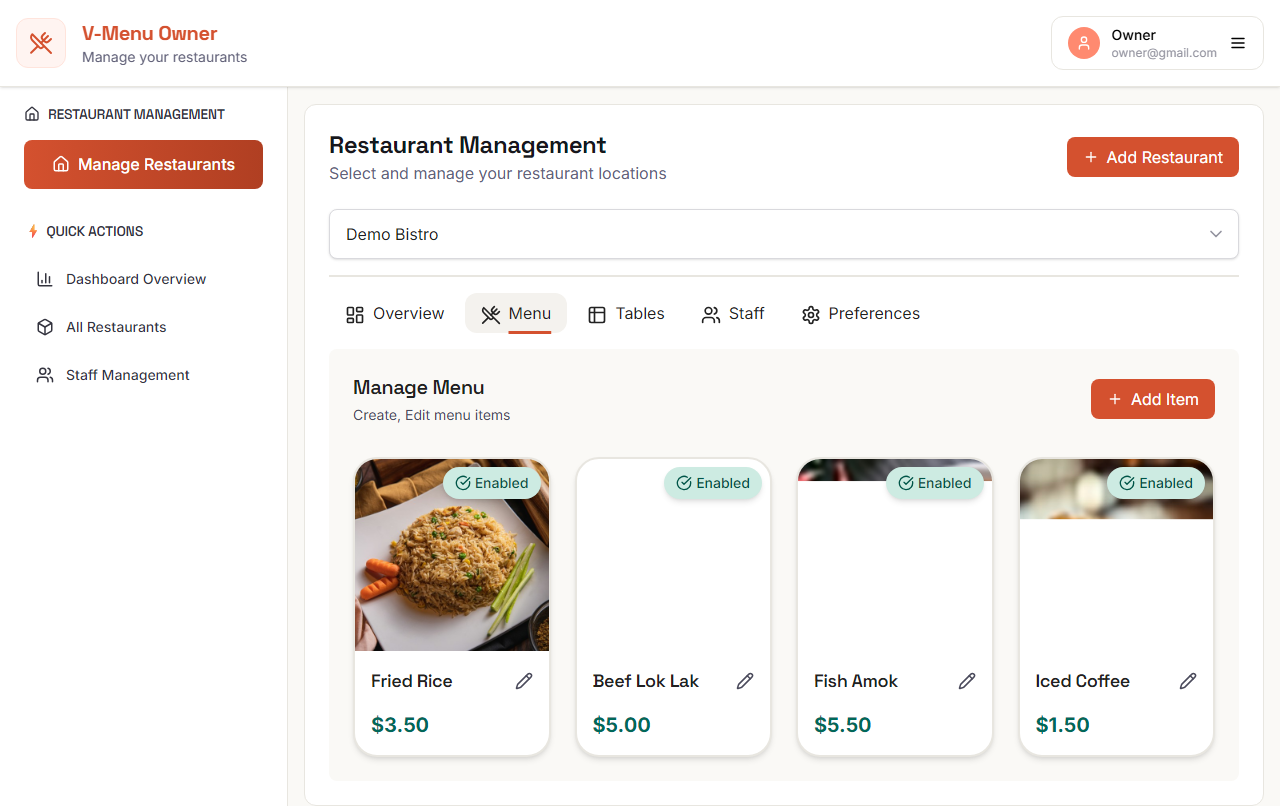 V-Menu Owner
Manage your restaurants
Owner
owner@gmail.com
RESTAURANT MANAGEMENT
Manage Restaurants
QUICK ACTIONS
Dashboard Overview
All Restaurants
Staff Management
Restaurant Management
Select and manage your restaurant locations
Add Restaurant
Demo Bistro
Overview
Menu
Tables
Staff
Preferences
Manage Menu
Create, Edit menu items
Add Item
Enabled
Enabled
Enabled
Enabled
Fried Rice
$3.50
Beef Lok Lak
$5.00
Fish Amok
$5.50
Iced Coffee
$1.50